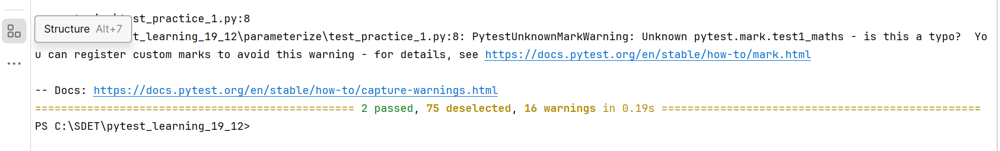 st_practice_1.py:8
Structure Alt+7
t_learning_19_12\parameterize\test_practice_1.py:8: PytestUnknownMarkWarning: Unknown pytest.mark.test1_maths - is this a typo?  Yo
u can register custom marks to avoid this warning - for details, see https://docs.pytest.org/en/stable/how-to/mark.html
-- Docs: https://docs.pytest.org/en/stable/how-to/capture-warnings.html
================================================= 2 passed, 75 deselected, 16 warnings in 0.19s =================================================
PS C:\SDET\pytest_learning_19_12>